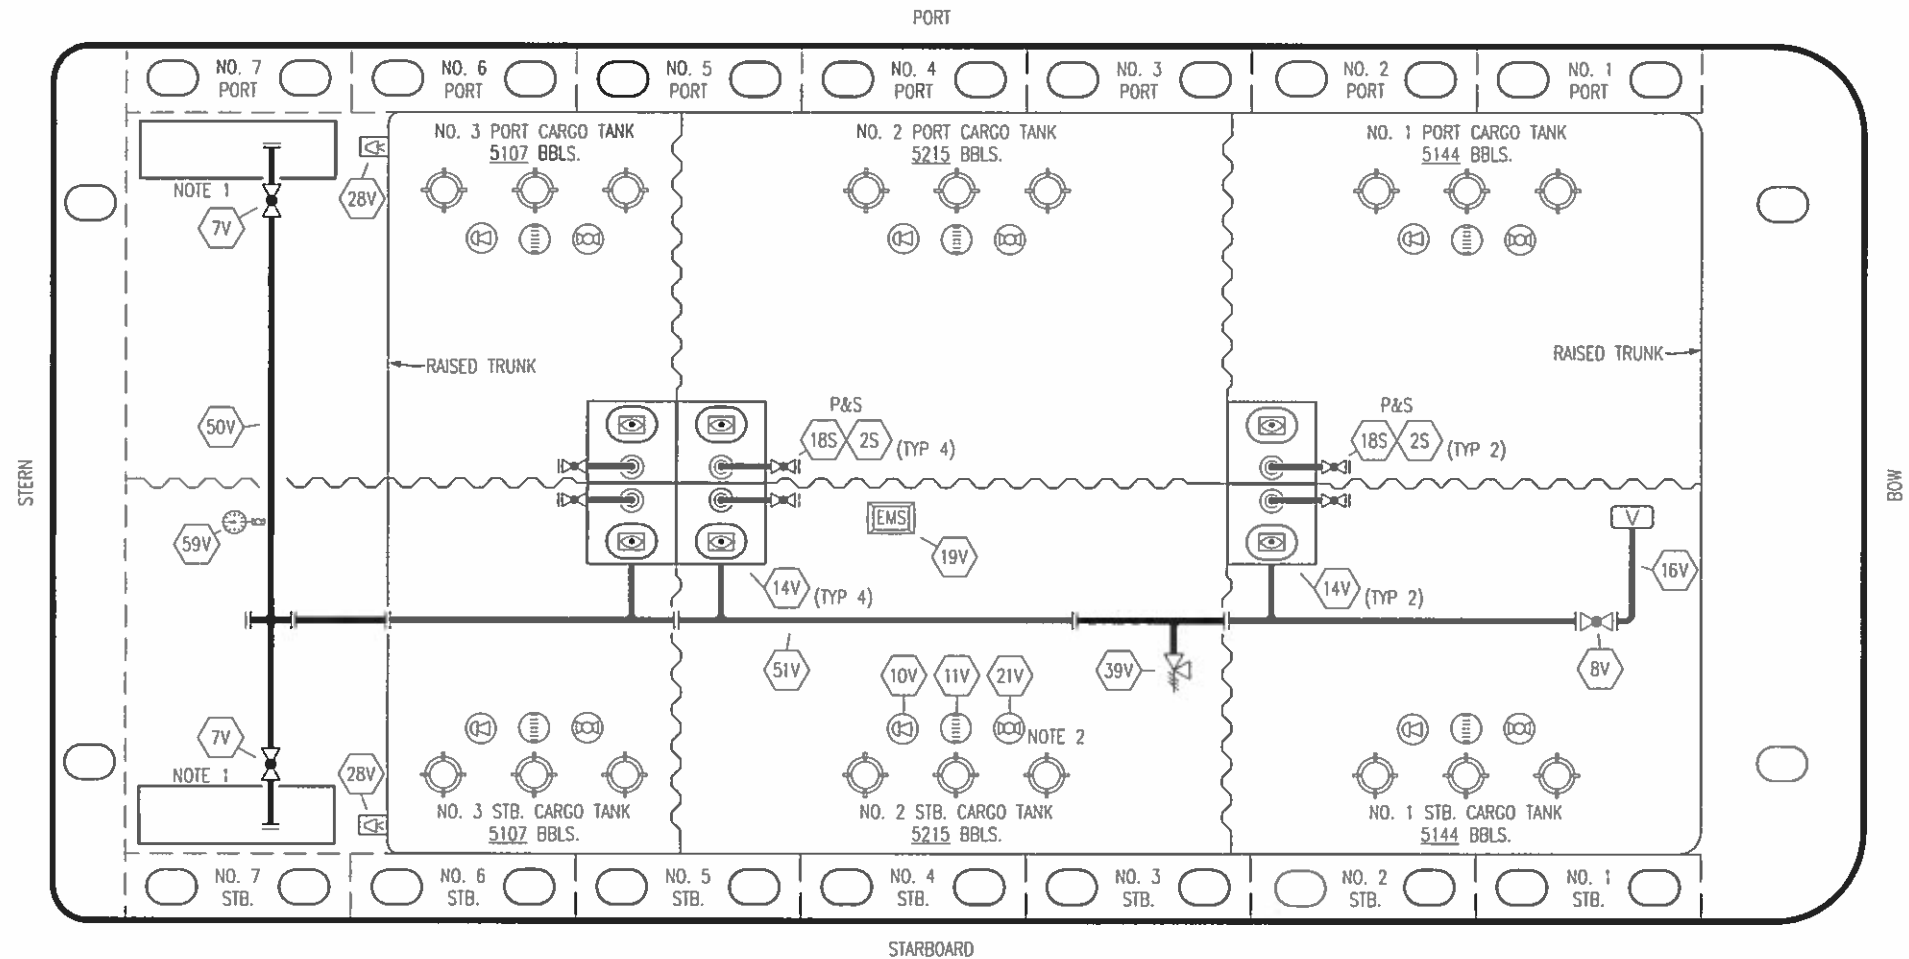 PORT
NO. 7
PORT
NO. 6
PORT
NO. 5
PORT
NO. 4
PORT
NO. 3
PORT
NO. 2
PORT
NO. 1
PORT
NO. 3 PORT CARGO TANK
5107 BBLS.
NO. 2 PORT CARGO TANK
5215 BBLS.
NO. 1 PORT CARGO TANK
5144 BBLS.
NOTE 1
28V
7V
RAISED TRUNK
RAISED TRUNK
50V
P&S
18S 2S (TYP 4)
P&S
18S 2S (TYP 2)
STERN
BOW
EMS
V
59V
19V
16V
14V (TYP 4)
14V (TYP 2)
51V
10V
11V
21V
39V
8V
7V
NOTE 2
NOTE 1
28V
NO. 3 STB. CARGO TANK
5107 BBLS.
NO. 2 STB. CARGO TANK
5215 BBLS.
NO. 1 STB. CARGO TANK
5144 BBLS.
NO. 7
STB.
NO. 6
STB.
NO. 5
STB.
NO. 4
STB.
NO. 3
STB.
NO. 2
STB.
NO. 1
STB.
STARBOARD